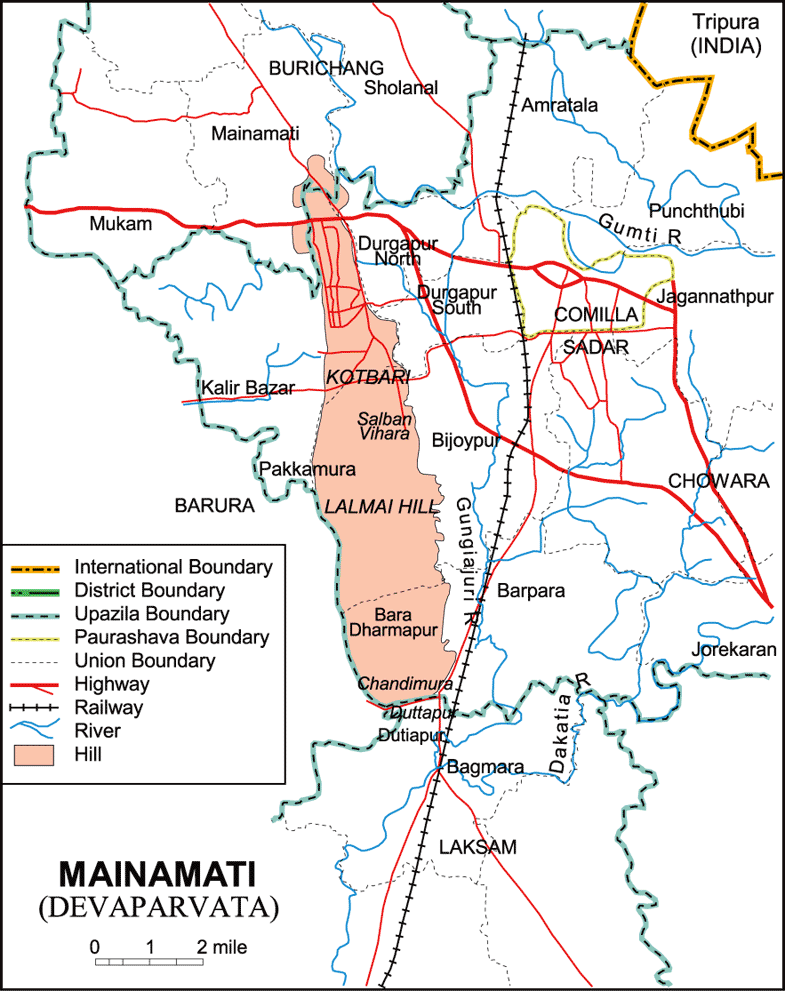 Tripura
(INDIA)
BURICHANG
Sholanal
Amratala
Mainamati
Punchthubi
Mukam
Gumti R
Durgapur
North
Durgapur
South
Jagannathpur
COMILLA
SADAR
KOTBARI
Kalir Bazar
Salban
Vihara
Bijoypur
Pakkamura
CHOWARA
BARURA
LALMAI HILL
Gungiajuri R
International Boundary
District Boundary
Upazila Boundary
Paurashava Boundary
Union Boundary
Highway
Railway
River
Hill
Barpara
Bara
Dharmapur
Jorekaran
Chandimura
Duttapur
Dutiapur
Dakatia R
Bagmara
LAKSAM
MAINAMATI
(DEVAPARVATA)
0 1 2 mile